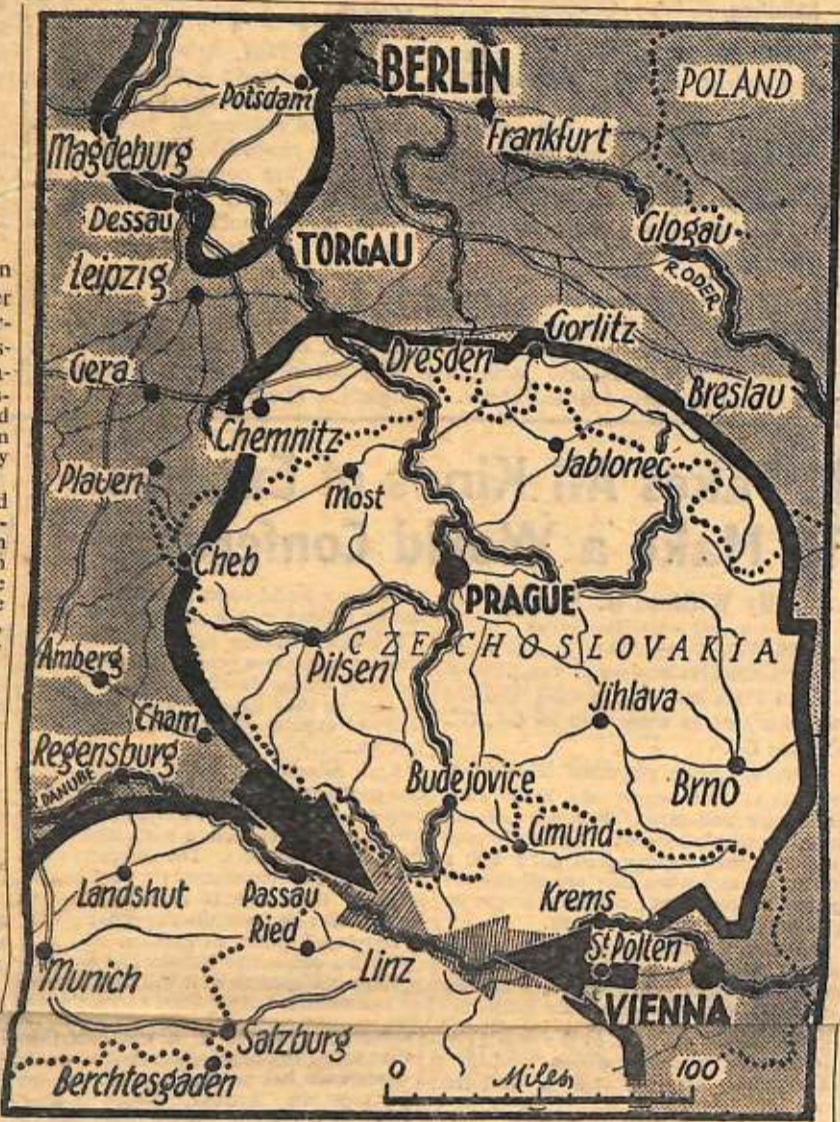 BERLIN
POLAND
Potsdam
Frankfurt
Magdeburg
Dessau
Glogau
TORGAU
Leipzig
R ODER
Gorlitz
Dresden
Gera
Breslau
Chemnitz
Jablonec
Plauen
Most
Cheb
PRAGUE
CZECHOSLOVAKIA
Pilsen
Amberg
Jihlava
Cham
Regensburg
R DANUBE
Budejovice
Brno
Gmund
Landshut
Passau
Krems
Ried
St Polten
Linz
Munich
VIENNA
Salzburg
Berchtesgaden
0 Miles 100